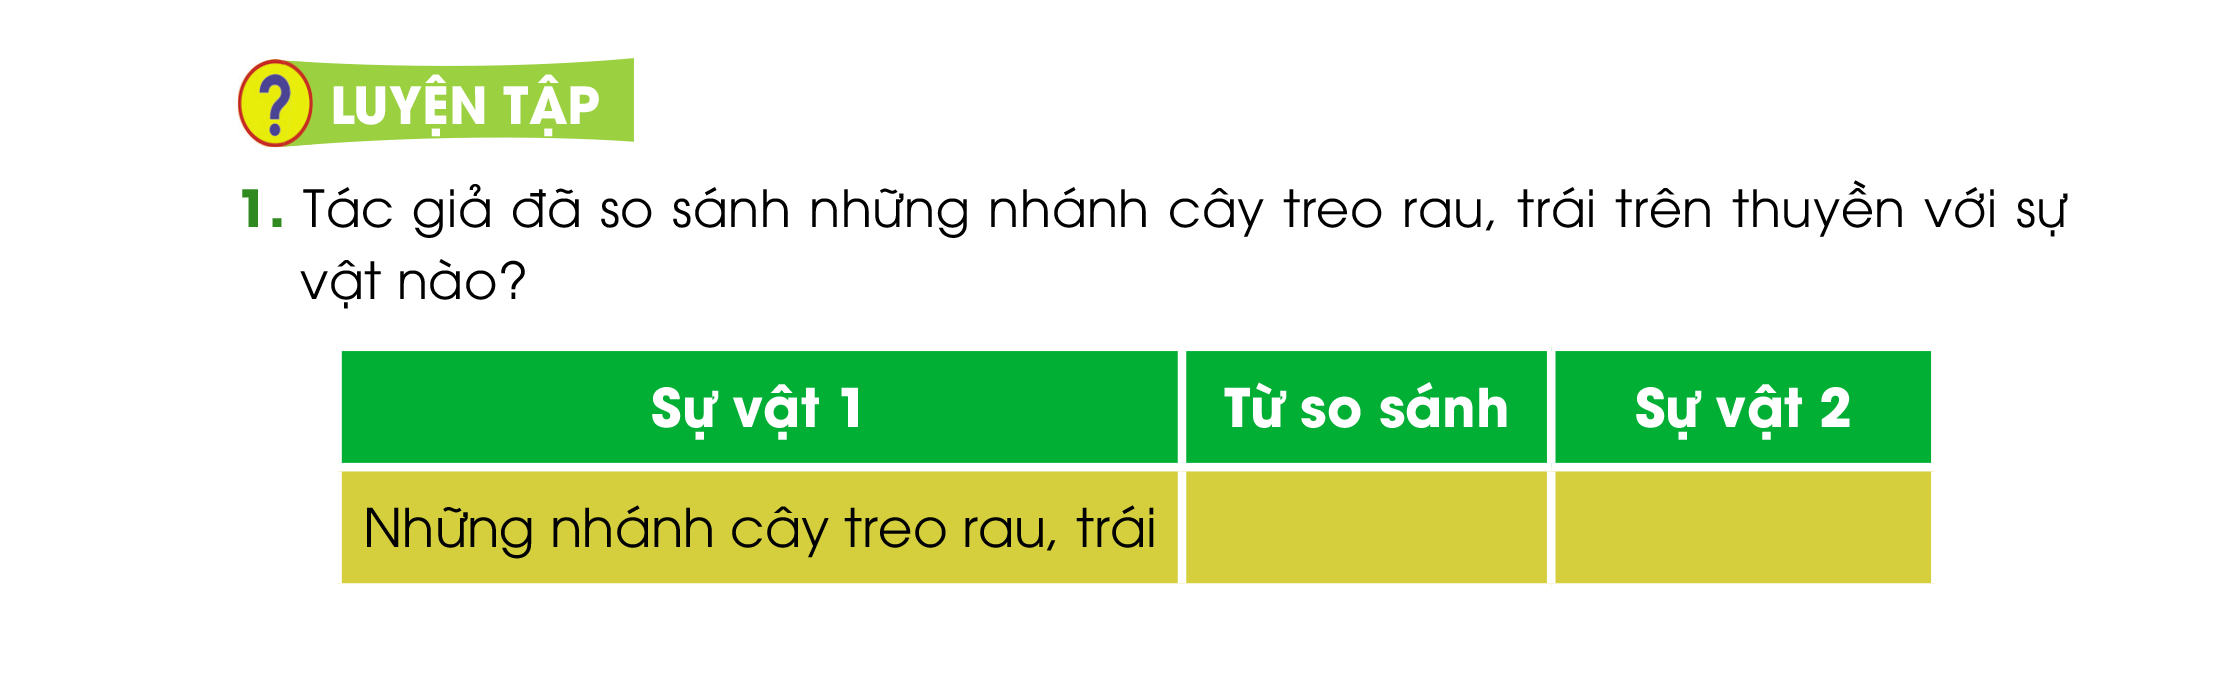 ? LUYỆN TẬP
1. Tác giả đã so sánh những nhánh cây treo rau, trái trên thuyền với sự
vật nào?
Sự vật 1 Từ so sánh Sự vật 2
Những nhánh cây treo rau, trái